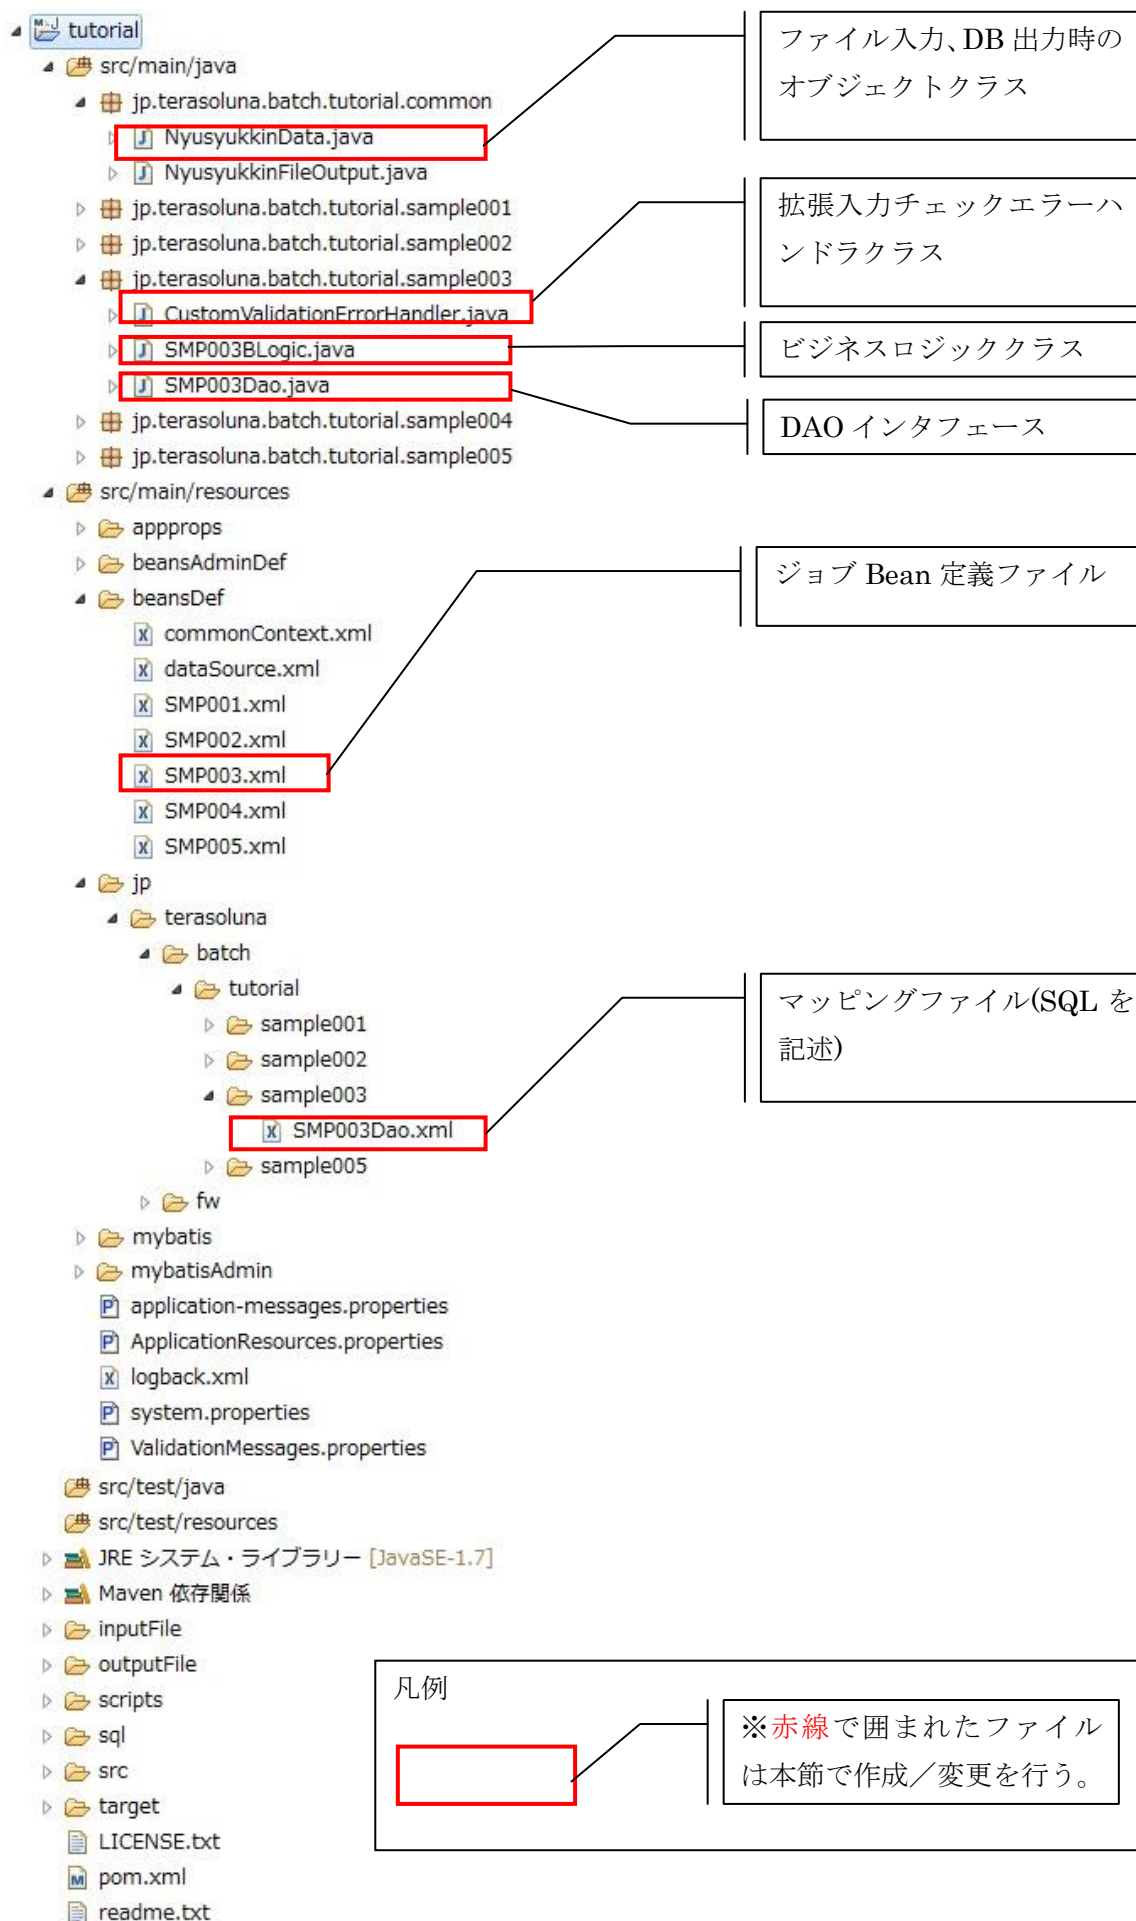 tutorial
src/main/java
jp.terasoluna.batch.tutorial.common
NyusyukkinData.java
NyusyukkinFileOutput.java
jp.terasoluna.batch.tutorial.sample001
jp.terasoluna.batch.tutorial.sample002
jp.terasoluna.batch.tutorial.sample003
CustomValidationErrorHandler.java
SMP003BLogic.java
SMP003Dao.java
jp.terasoluna.batch.tutorial.sample004
jp.terasoluna.batch.tutorial.sample005
src/main/resources
appprops
beansAdminDef
beansDef
commonContext.xml
dataSource.xml
SMP001.xml
SMP002.xml
SMP003.xml
SMP004.xml
SMP005.xml
jp
terasoluna
batch
tutorial
sample001
sample002
sample003
SMP003Dao.xml
sample005
fw
mybatis
mybatisAdmin
application-messages.properties
ApplicationResources.properties
logback.xml
system.properties
ValidationMessages.properties
src/test/java
src/test/resources
JRE システム・ライブラリー [JavaSE-1.7]
Maven 依存関係
inputFile
outputFile
scripts
sql
src
target
LICENSE.txt
pom.xml
readme.txt
ファイル入力、DB 出力時の
オブジェクトクラス
拡張入力チェックエラーハ
ンドラクラス
ビジネスロジッククラス
DAO インタフェース
ジョブ Bean 定義ファイル
マッピングファイル(SQL を
記述)
凡例
※赤線で囲まれたファイル
は本節で作成／変更を行う。